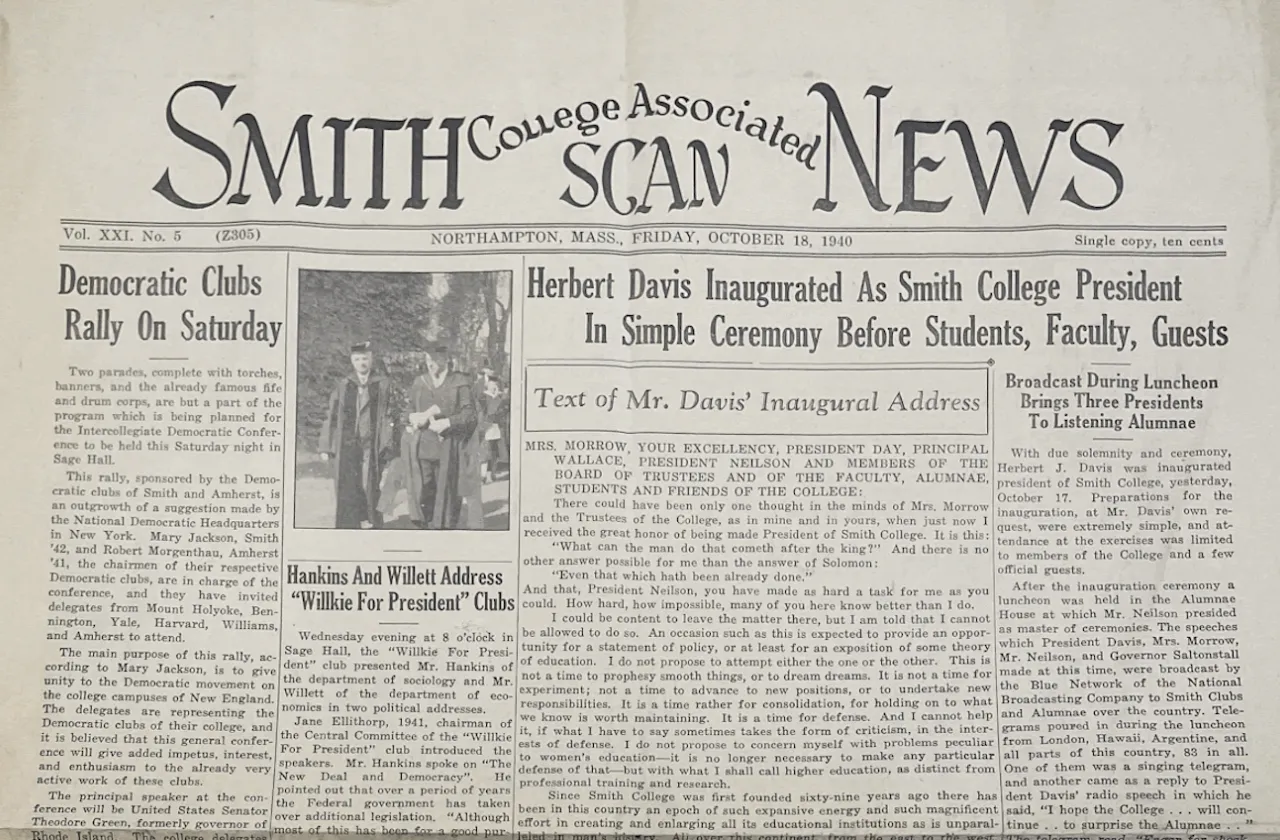 SMITH College Associated NEWS
SCAN
Vol. XXI. No. 5 (Z305) NORTHAMPTON, MASS., FRIDAY, OCTOBER 18, 1940 Single copy, ten cents
Democratic Clubs
Rally On Saturday
Two parades, complete with torches,
banners, and the already famous fife
and drum corps, are but a part of the
program which is being planned for
the Intercollegiate Democratic Confer-
ence to be held this Saturday night in
Sage Hall.
This rally, sponsored by the Demo-
cratic clubs of Smith and Amherst, is
an outgrowth of a suggestion made by
the National Democratic Headquarters
in New York. Mary Jackson, Smith
'42, and Robert Morgenthau, Amherst
'41, the chairmen of their respective
Democratic clubs, are in charge of the
conference, and they have invited
delegates from Mount Holyoke, Ben-
nington, Yale, Harvard, Williams,
and Amherst to attend.
The main purpose of this rally, ac-
cording to Mary Jackson, is to give
unity to the Democratic movement on
the college campuses of New England.
The delegates are representing the
Democratic clubs of their college, and
it is believed that this general confer-
ence will give added impetus, interest,
and enthusiasm to the already very
active work of these clubs.
The principal speaker at the con-
ference will be United States Senator
Theodore Green, formerly governor of
Rhode Island. The college delegates
Hankins And Willett Address
"Willkie For President" Clubs
Wednesday evening at 8 o'clock in
Sage Hall, the "Willkie For Presi-
dent" club presented Mr. Hankins of
the department of sociology and Mr.
Willett of the department of eco-
nomics in two political addresses.
Jane Ellithorp, 1941, chairman of
the Central Committee of the "Willkie
For President" club introduced the
speakers. Mr. Hankins spoke on "The
New Deal and Democracy". He
pointed out that over a period of years
the Federal government has taken
over additional legislation. "Although
most of this has been for a good pur-
Herbert Davis Inaugurated As Smith College President
In Simple Ceremony Before Students, Faculty, Guests
Text of Mr. Davis' Inaugural Address
MRS. MORROW, YOUR EXCELLENCY, PRESIDENT DAY, PRINCIPAL
WALLACE, PRESIDENT NEILSON AND MEMBERS OF THE
BOARD OF TRUSTEES AND OF THE FACULTY, ALUMNAE,
STUDENTS AND FRIENDS OF THE COLLEGE:
There could have been only one thought in the minds of Mrs. Morrow
and the Trustees of the College, as in mine and in yours, when just now I
received the great honor of being made President of Smith College. It is this:
"What can the man do that cometh after the king?" And there is no
other answer possible for me than the answer of Solomon:
"Even that which hath been already done."
And that, President Neilson, you have made as hard a task for me as you
could. How hard, how impossible, many of you here know better than I do.
I could be content to leave the matter there, but I am told that I cannot
be allowed to do so. An occasion such as this is expected to provide an oppor-
tunity for a statement of policy, or at least for an exposition of some theory
of education. I do not propose to attempt either the one or the other. This is
not a time to prophesy smooth things, or to dream dreams. It is not a time for
experiment; not a time to advance to new positions, or to undertake new
responsibilities. It is a time rather for consolidation, for holding on to what
we know is worth maintaining. It is a time for defense. And I cannot help
it, if what I have to say sometimes takes the form of criticism, in the inter-
ests of defense. I do not propose to concern myself with problems peculiar
to women's education—it is no longer necessary to make any particular
defense of that—but with what I shall call higher education, as distinct from
professional training and research.
Since Smith College was first founded sixty-nine years ago there has
been in this country an epoch of such expansive energy and such magnificent
effort in creating and enlarging all its educational institutions as is unparal-
leled in man's history. All over this continent, from the east to the west
Broadcast During Luncheon
Brings Three Presidents
To Listening Alumnae
With due solemnity and ceremony,
Herbert J. Davis was inaugurated
president of Smith College, yesterday,
October 17. Preparations for the
inauguration, at Mr. Davis' own re-
quest, were extremely simple, and at-
tendance at the exercises was limited
to members of the College and a few
official guests.
After the inauguration ceremony a
luncheon was held in the Alumnae
House at which Mr. Neilson presided
as master of ceremonies. The speeches
which President Davis, Mrs. Morrow,
Mr. Neilson, and Governor Saltonstall
made at this time, were broadcast by
the Blue Network of the National
Broadcasting Company to Smith Clubs
and Alumnae over the country. Tele-
grams poured in during the luncheon
from London, Hawaii, Argentine, and
all parts of this country, 83 in all.
One of them was a singing telegram,
and another came as a reply to Presi-
dent Davis' radio speech in which he
said, "I hope the College . . . will con-
tinue . . to surprise the Alumnae . . "
The telegram read,